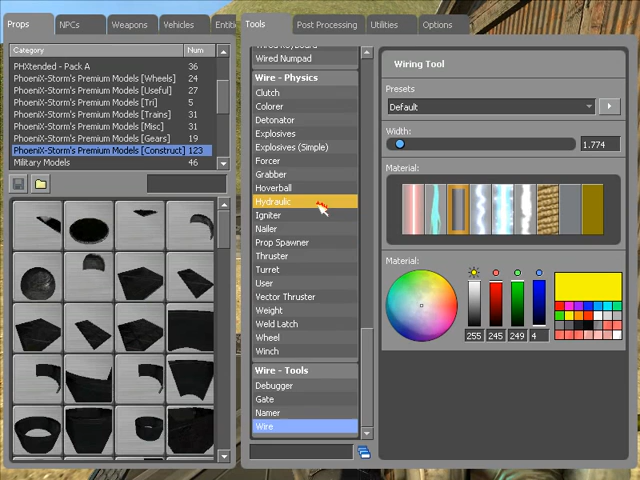 Props NPCs Weapons Vehicles Entiti
Category Num
PHXtended - Pack A 36
PhoeniX-Storm's Premium Models [Wheels] 24
PhoeniX-Storm's Premium Models [Useful] 27
PhoeniX-Storm's Premium Models [Tri] 5
PhoeniX-Storm's Premium Models [Trains] 31
PhoeniX-Storm's Premium Models [Misc] 31
PhoeniX-Storm's Premium Models [Gears] 19
PhoeniX-Storm's Premium Models [Construct] 123
Military Models 46
Tools Post Processing Utilities Options
Wired Numpad
Wire - Physics
Clutch
Colorer
Detonator
Explosives
Explosives (Simple)
Forcer
Grabber
Hoverball
Hydraulic
Igniter
Nailer
Prop Spawner
Thruster
Turret
User
Vector Thruster
Weight
Weld Latch
Wheel
Winch
Wire - Tools
Debugger
Gate
Namer
Wire
Wiring Tool
Presets
Default
Width:
1.774
Material:
Material:
255 245 249 4